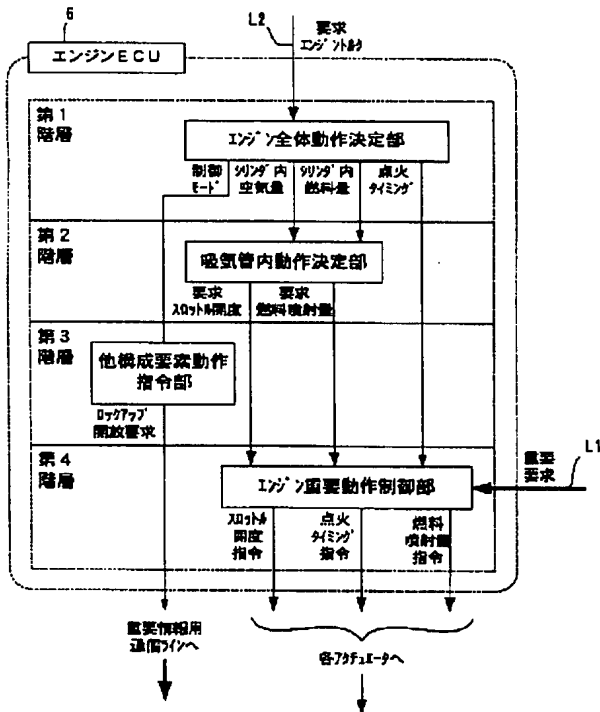 6
L2
要求
エンジントルク
エンジンECU
第1
階層
エンジン全体動作決定部
制御
モード
シリンダ内
空気量
シリンダ内
燃料量
点火
タイミング
第2
階層
吸気管内動作決定部
要求
スロットル開度
要求
燃料噴射量
第3
階層
他構成要素動作
指令部
ロックアップ
開放要求
第4
階層
重要
要求
L1
エンジン重要動作制御部
スロットル
開度
指令
点火
タイミング
指令
燃料
噴射量
指令
重要情報用
通信ラインへ
各アクチュエータへ